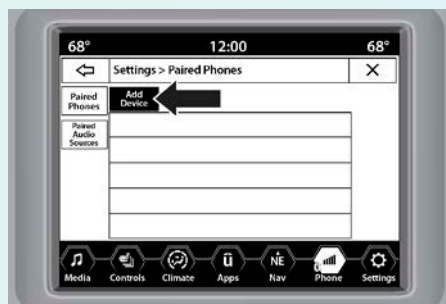 68° 12:00 68°
Settings > Paired Phones X
Paired
Phones
Add
Device
Paired
Audio
Sources
Media Controls Climate Apps Nav Phone Settings